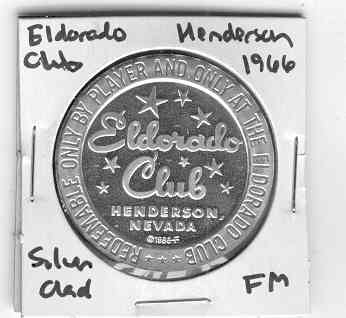 Eldorado Club
Henderson 1966
REDEEMABLE ONLY BY PLAYER AND ONLY AT THE ELDORADO CLUB
Eldorado
Club
HENDERSON,
NEVADA
Silver Clad
FM